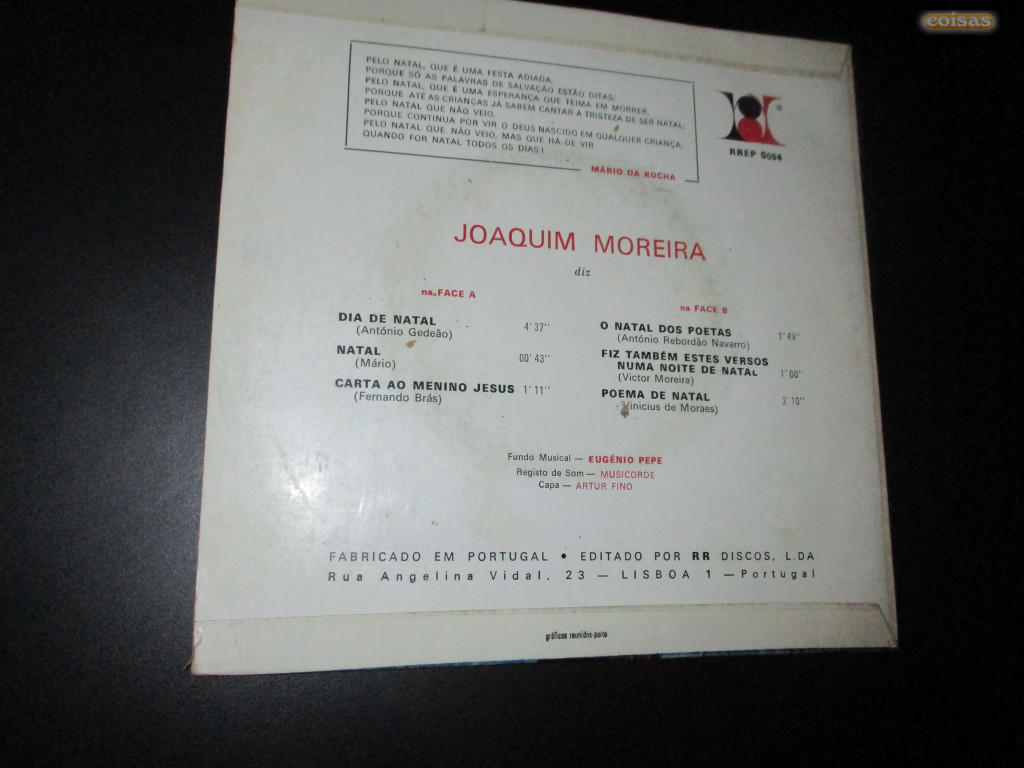 coisas
PELO NATAL, QUE É UMA FESTA ADIADA,
PORQUE SÓ AS PALAVRAS DE SALVAÇÃO ESTÃO DITAS;
PELO NATAL, QUE É UMA ESPERANÇA QUE TEIMA EM MORRER,
PORQUE ATÉ AS CRIANÇAS JÁ SABEM CANTAR A TRISTEZA DE SER NATAL;
PELO NATAL QUE NÃO VEIO,
PORQUE CONTINUA POR VIR O DEUS NASCIDO EM QUALQUER CRIANÇA;
PELO NATAL QUE NÃO VEIO, MAS QUE HÁ-DE VIR
QUANDO FOR NATAL TODOS OS DIAS!
MÁRIO DA ROCHA
RREP 0094
JOAQUIM MOREIRA
diz
na FACE A
DIA DE NATAL 4' 37''
(António Gedeão)
NATAL 00' 43''
(Mário)
CARTA AO MENINO JESUS 1' 11''
(Fernando Brás)
na FACE B
O NATAL DOS POETAS 1' 49''
(António Rebordão Navarro)
FIZ TAMBÉM ESTES VERSOS
NUMA NOITE DE NATAL 1' 00''
(Victor Moreira)
POEMA DE NATAL 2' 10''
(Vinicius de Moraes)
Fundo Musical — EUGÉNIO PEPE
Registo de Som — MUSICORDE
Capa — ARTUR FINO
FABRICADO EM PORTUGAL • EDITADO POR RR DISCOS, L.DA
Rua Angelina Vidal, 23 — LISBOA 1 — Portugal
gráficos reunidos-porto